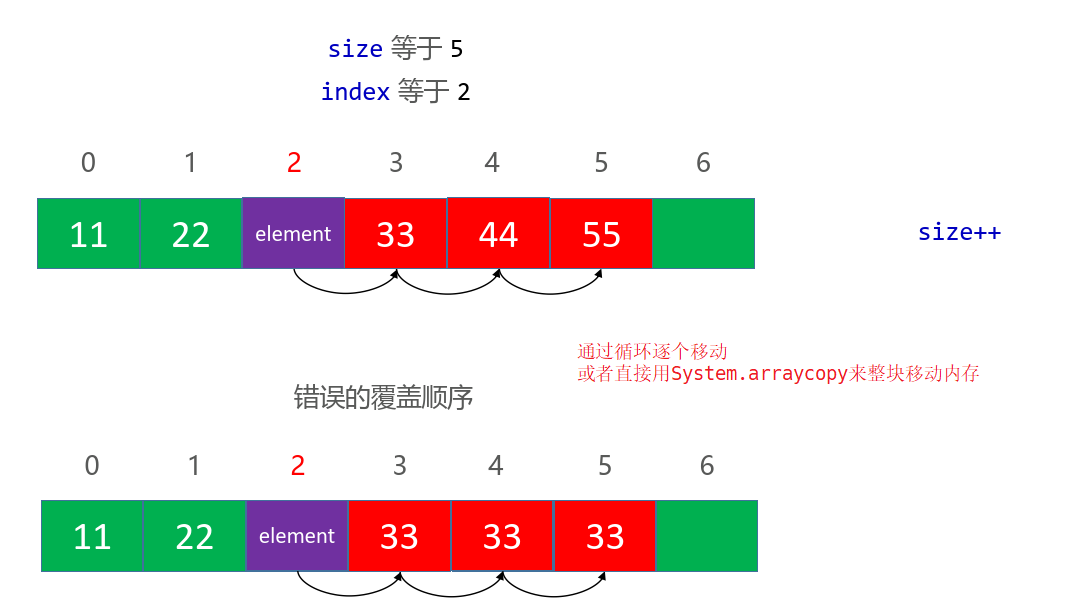 size 等于 5
index 等于 2
0 1 2 3 4 5 6
11 22 element 33 44 55
size++
通过循环逐个移动
或者直接用System.arraycopy来整块移动内存
错误的覆盖顺序
0 1 2 3 4 5 6
11 22 element 33 33 33